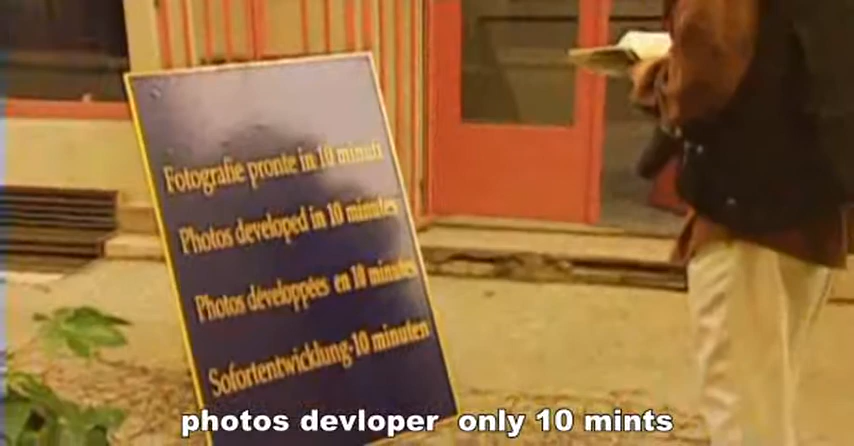 Fotografie pronte in 10 minuti
Photos developed in 10 minutes
Photos développées en 10 minutes
Sofortentwicklung-10 minuten
photos devloper only 10 mints